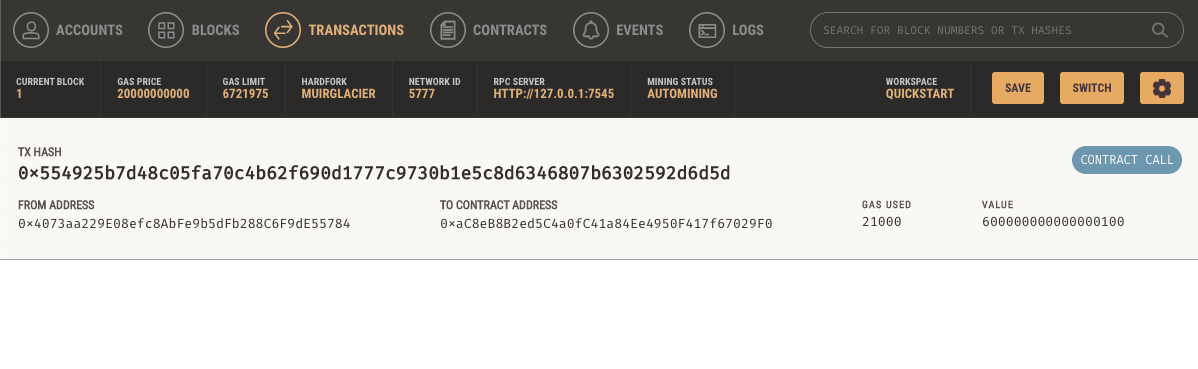 ACCOUNTS BLOCKS TRANSACTIONS CONTRACTS EVENTS LOGS SEARCH FOR BLOCK NUMBERS OR TX HASHES
CURRENT BLOCK GAS PRICE GAS LIMIT HARDFORK NETWORK ID RPC SERVER MINING STATUS WORKSPACE
1 20000000000 6721975 MUIRGLACIER 5777 HTTP://127.0.0.1:7545 AUTOMINING QUICKSTART SAVE SWITCH
TX HASH
0×554925b7d48c05fa70c4b62f690d1777c9730b1e5c8d6346807b6302592d6d5d CONTRACT CALL
FROM ADDRESS TO CONTRACT ADDRESS GAS USED VALUE
0×4073aa229E08efc8AbFe9b5dFb288C6F9dE55784 0×aC8eB8B2ed5C4a0fC41a84Ee4950F417f67029F0 21000 600000000000000100